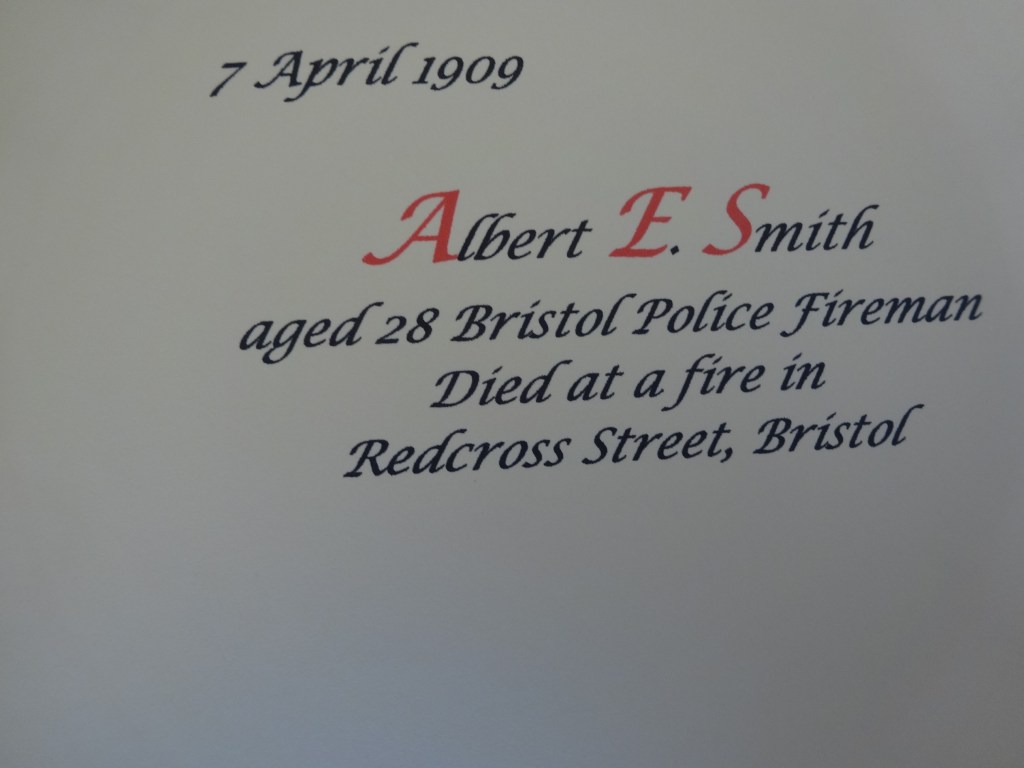 7 April 1909
Albert E. Smith
aged 28 Bristol Police Fireman
Died at a fire in
Redcross Street, Bristol